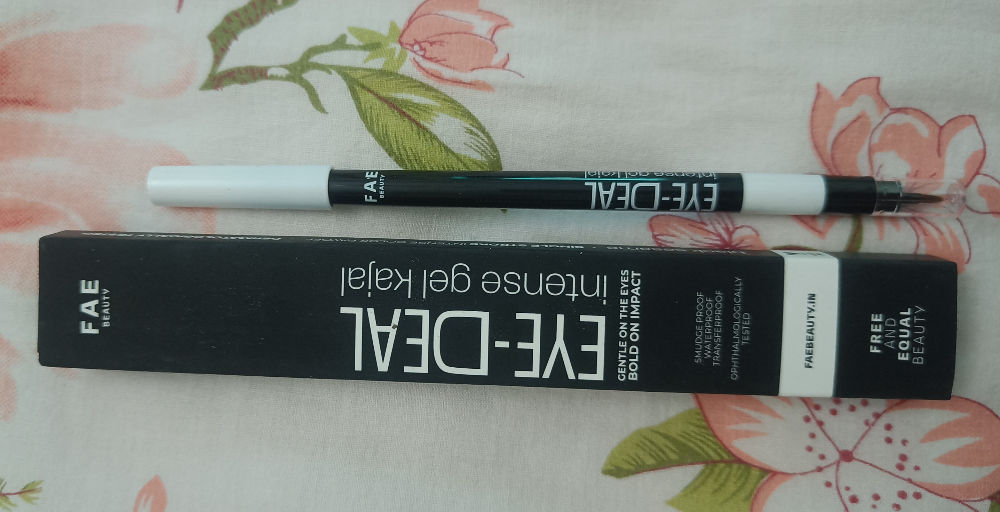 FAE
BEAUTY
EYE-DEAL
intense gel kajal
FAE
BEAUTY
EYE-DEAL
intense gel kajal
GENTLE ON THE EYES
BOLD ON IMPACT
SMUDGE PROOF
WATERPROOF
TRANSFERPROOF
OPHTHALMOLOGICALLY
TESTED
FAEBEAUTY.IN
FREE
AND
EQUAL
BEAUTY